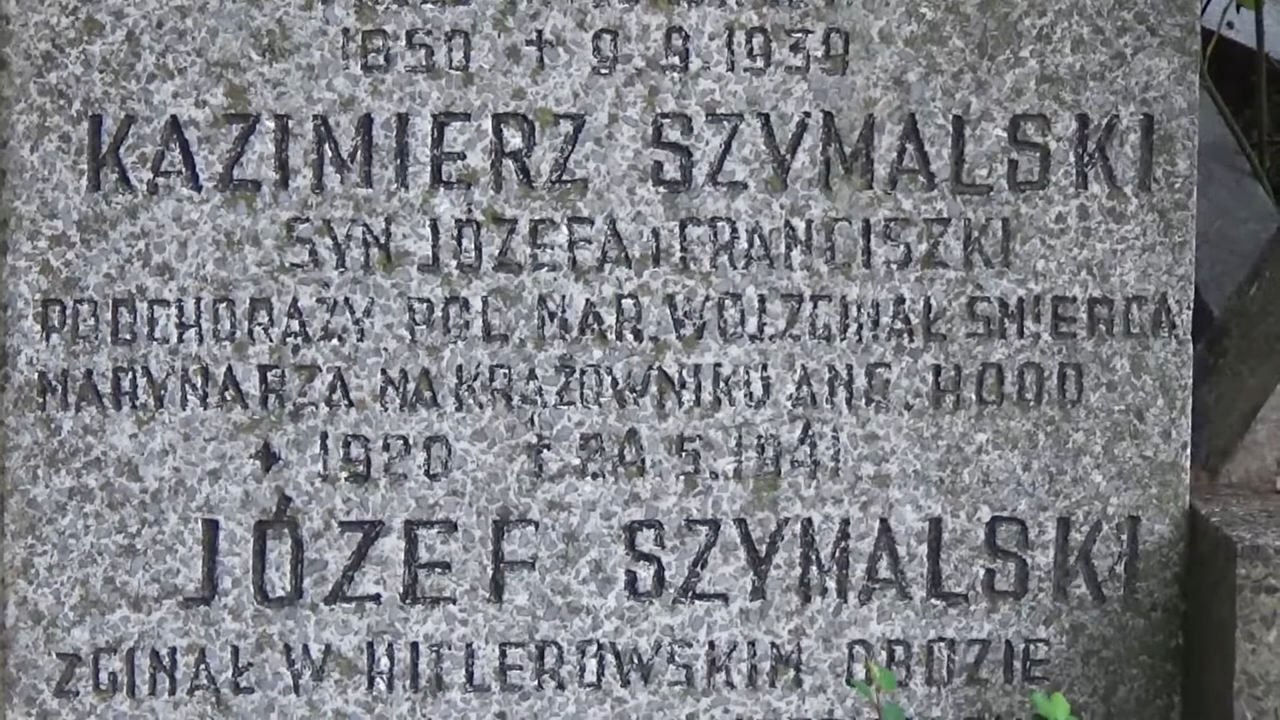 1850 † 9 9.1939
KAZIMIERZ SZYMALSKI
SYN JÓZEFA i FRANCISZKI
PODCHORĄŻY POL. MAR. WOJ. ZGINĄŁ ŚMIERCĄ
MARYNARZA NA KRĄŻOWNIKU ANG. HOOD
✦ 1920 † 24 5.1941
JÓZEF SZYMALSKI
ZGINĄŁ W HITLEROWSKIM OBOZIE